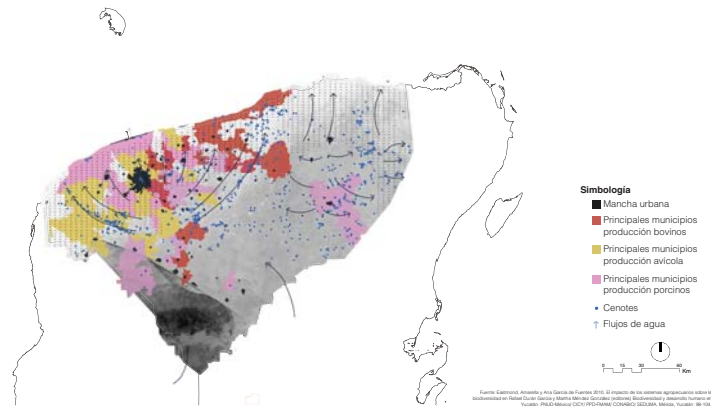 Simbología
Mancha urbana
Principales municipios
producción bovinos
Principales municipios
producción avícola
Principales municipios
producción porcinos
Cenotes
Flujos de agua
0 15 30 60
Km
Fuente: Eastmond, Amarella y Ana García de Fuentes 2010. El impacto de los sistemas agropecuarios sobre la
biodiversidad en Rafael Durán García y Martha Méndez González (editores) Biodiversidad y desarrollo humano en
Yucatán. PNUD-México/ CICY/ PPD-FMAM/ CONABIO/ SEDUMA, Mérida, Yucatán. 98-104.